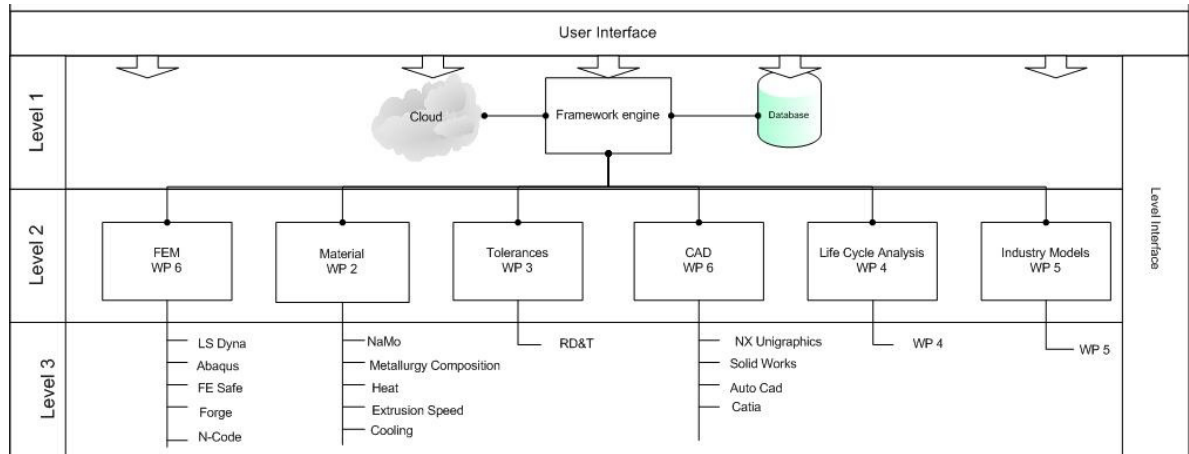 User Interface
Level 1
Cloud
Framework engine
Database
Level Interface
Level 2
FEM
WP 6
Material
WP 2
Tolerances
WP 3
CAD
WP 6
Life Cycle Analysis
WP 4
Industry Models
WP 5
Level 3
LS Dyna
Abaqus
FE Safe
Forge
N-Code
NaMo
Metallurgy Composition
Heat
Extrusion Speed
Cooling
RD&T
NX Unigraphics
Solid Works
Auto Cad
Catia
WP 4
WP 5